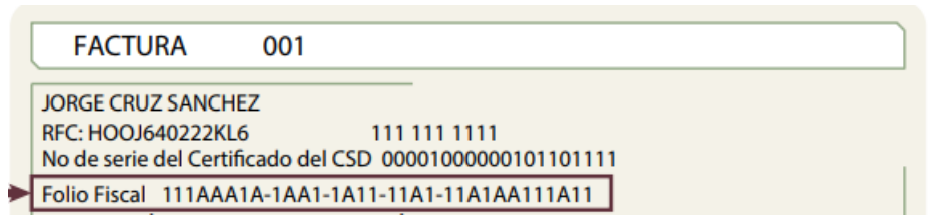 FACTURA 001
JORGE CRUZ SANCHEZ
RFC: HOOJ640222KL6 111 111 1111
No de serie del Certificado del CSD 00001000000101101111
Folio Fiscal 111AAA1A-1AA1-1A11-11A1-11A1AA111A11